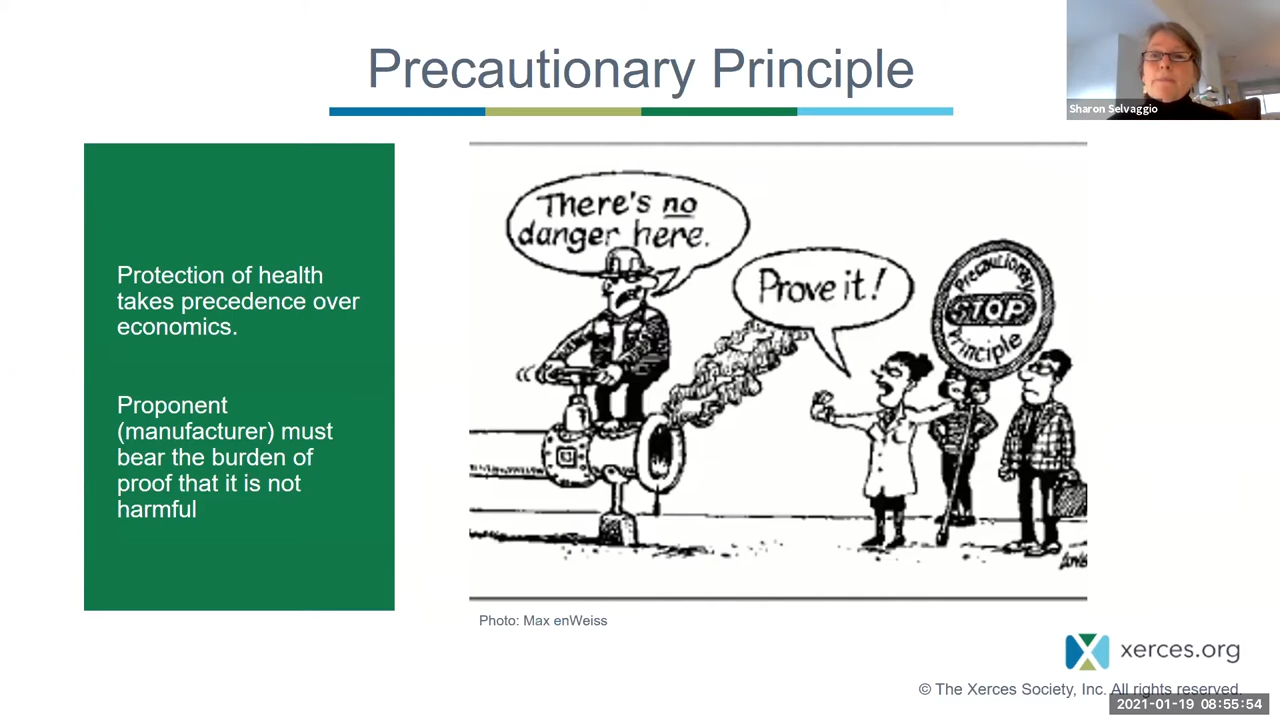 Precautionary Principle
Sharon Selvaggio
Protection of health
takes precedence over
economics.
Proponent
(manufacturer) must
bear the burden of
proof that it is not
harmful
There's no
danger here.
Prove it!
Precautionary
STOP
Principle
Photo: Max enWeiss
xerces.org
© The Xerces Society, Inc. All rights reserved.
2021-01-19 08:55:54